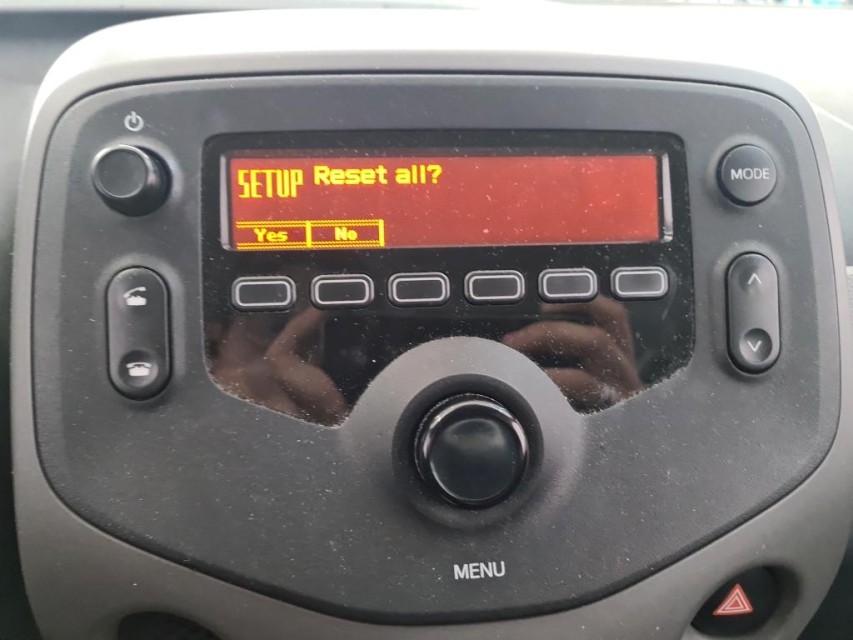 SETUP Reset all?
Yes No
MODE
MENU